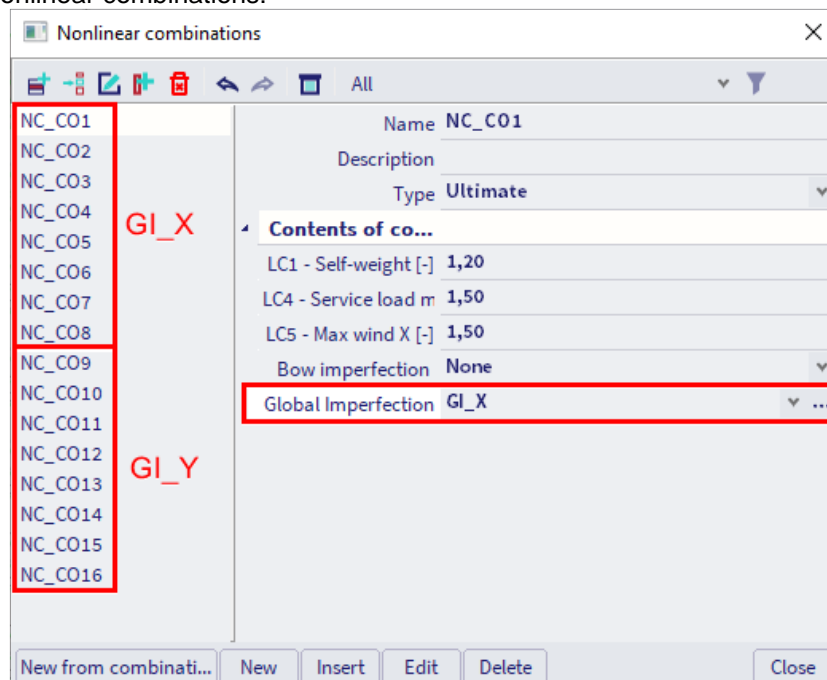 onlinear combinations.
Nonlinear combinations
All
NC_CO1
NC_CO2
NC_CO3
NC_CO4
NC_CO5
NC_CO6
NC_CO7
NC_CO8
GI_X
NC_CO9
NC_CO10
NC_CO11
NC_CO12
NC_CO13
NC_CO14
NC_CO15
NC_CO16
GI_Y
Name NC_CO1
Description
Type Ultimate
Contents of co...
LC1 - Self-weight [-] 1,20
LC4 - Service load m 1,50
LC5 - Max wind X [-] 1,50
Bow imperfection None
Global Imperfection GI_X ...
New from combinati... New Insert Edit Delete Close